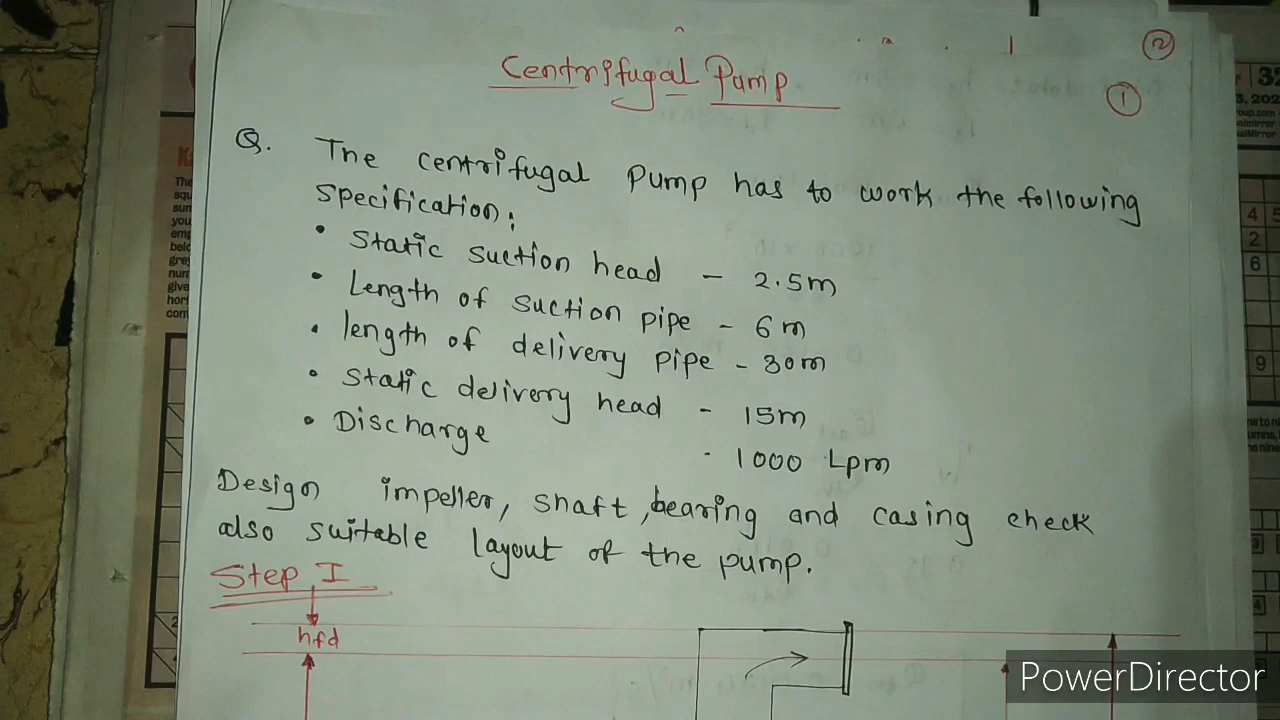 ②
Centrifugal Pump
①
Q. The centrifugal pump has to work the following
specification:
• Static suction head - 2.5m
• Length of suction pipe - 6m
• length of delivery pipe - 30m
• Static delivery head - 15m
• Discharge - 1000 Lpm
Design impeller, shaft, bearing and casing check
also suitable layout of the pump.
Step I
hfd
PowerDirector